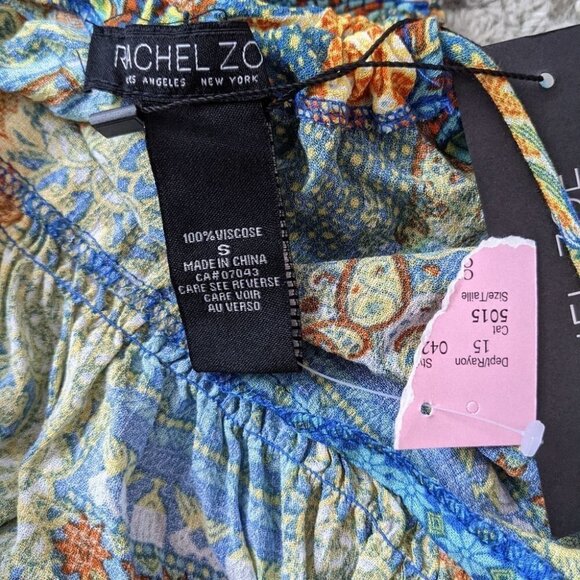 RACHEL ZO
LOS ANGELES NEW YORK
100% VISCOSE
S
MADE IN CHINA
CA# 07043
CARE SEE REVERSE
CARE VOIR
AU VERSO
Dept/Rayon
15
Cat
5015
Size/Taille
S